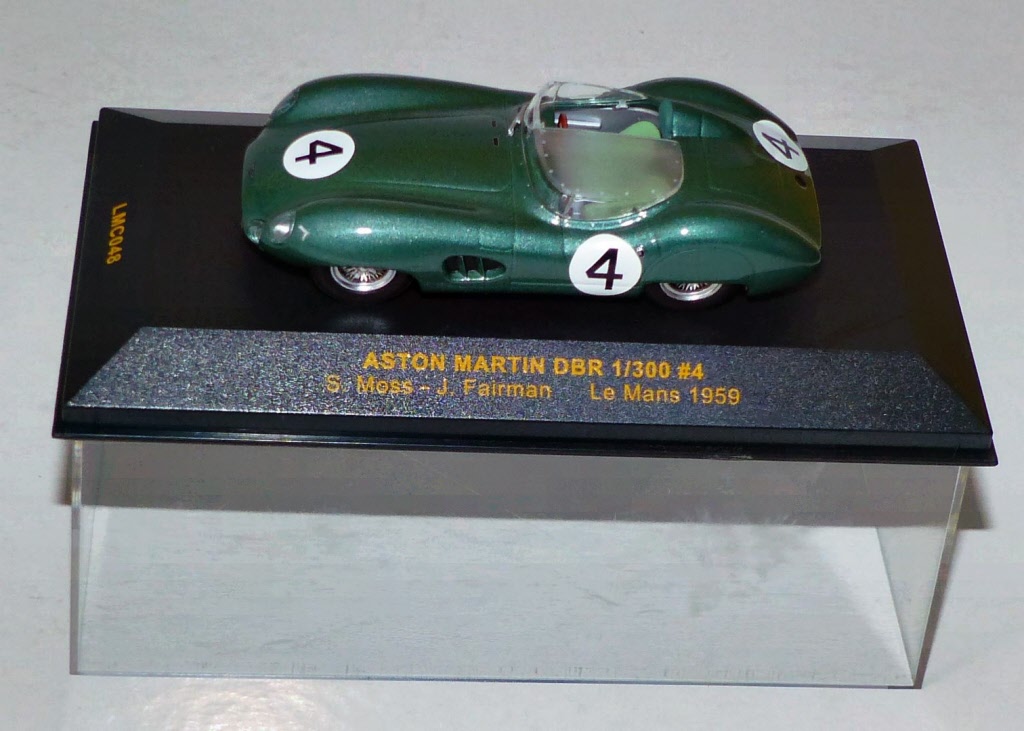 4
4
4
LMC048
ASTON MARTIN DBR 1/300 #4
S. Moss - J. Fairman Le Mans 1959